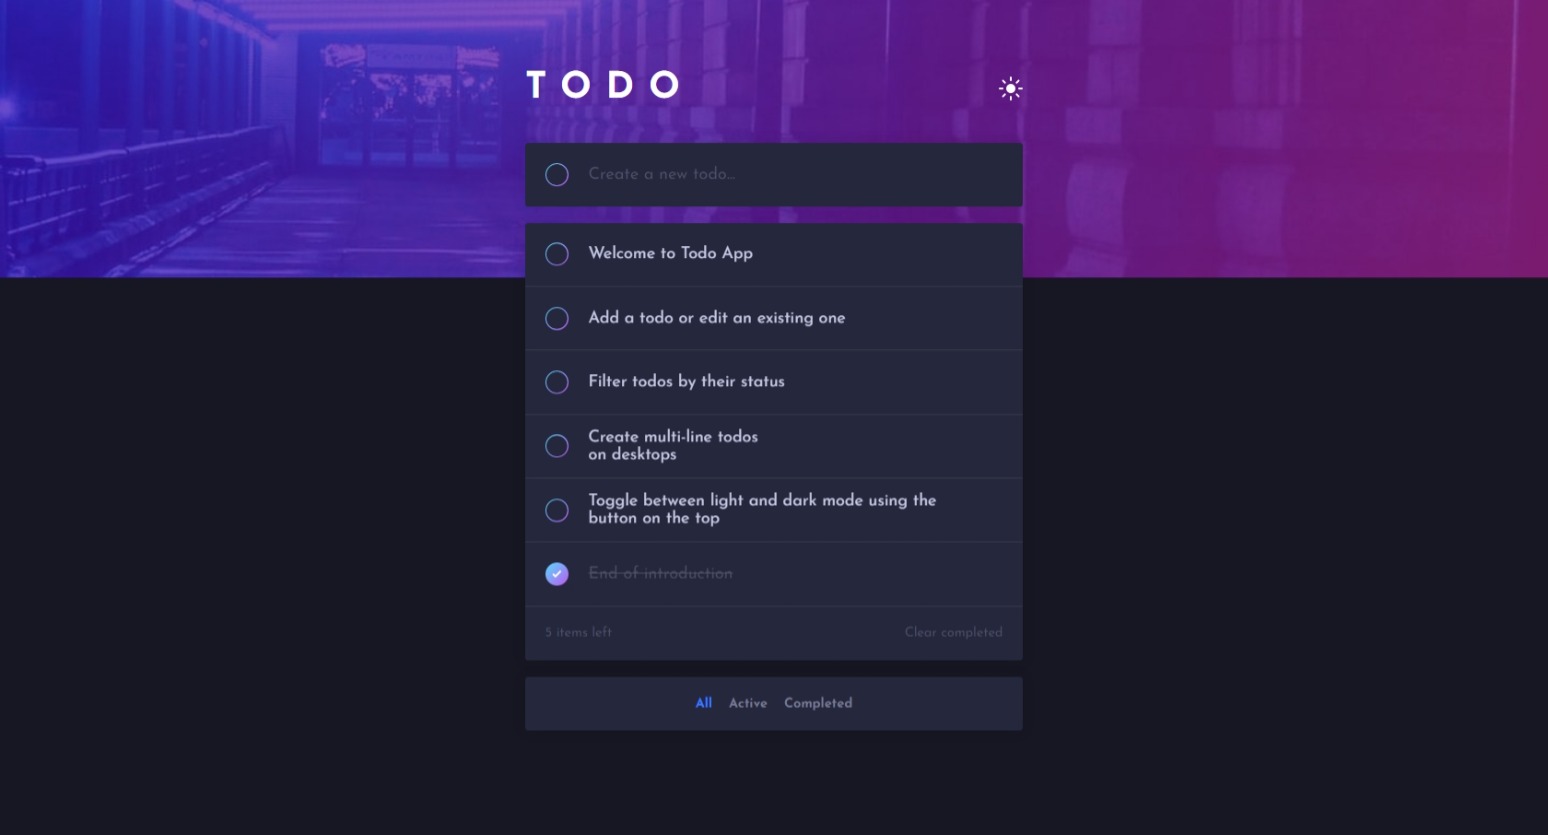 TODO
Create a new todo...
Welcome to Todo App
Add a todo or edit an existing one
Filter todos by their status
Create multi-line todos
on desktops
Toggle between light and dark mode using the
button on the top
End of introduction
5 items left
Clear completed
All
Active
Completed